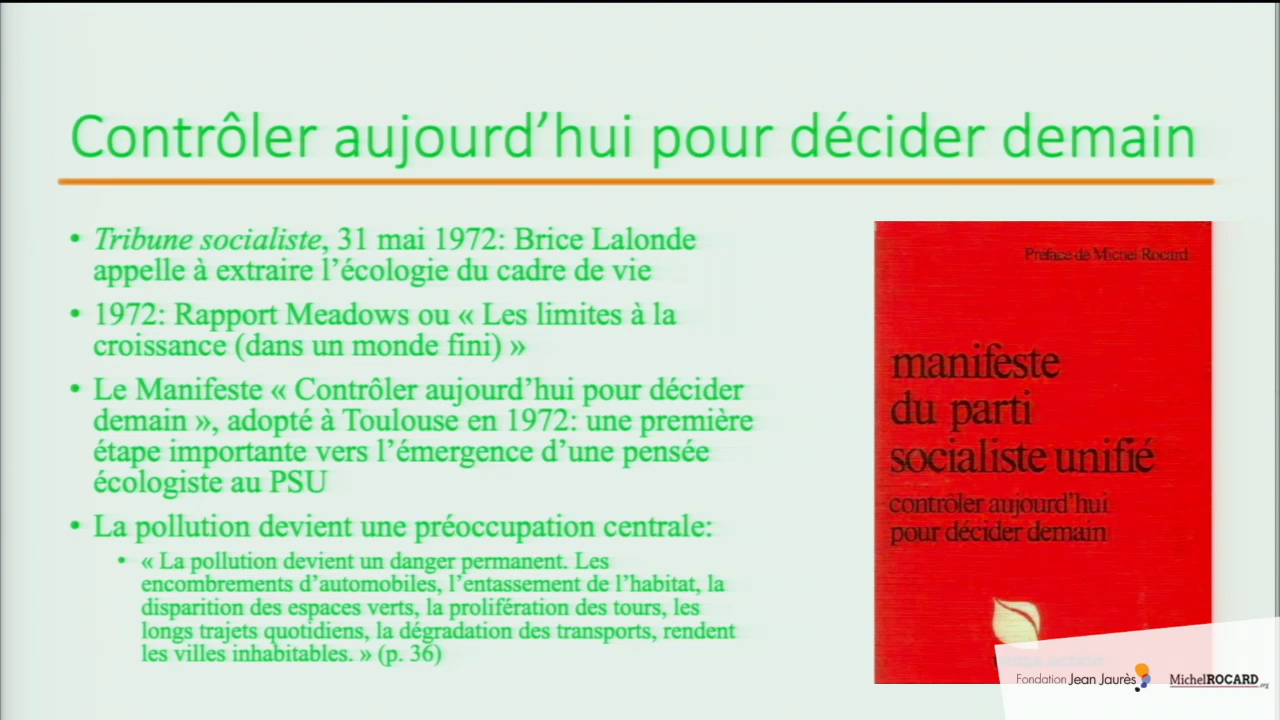 Contrôler aujourd’hui pour décider demain
• Tribune socialiste, 31 mai 1972: Brice Lalonde
appelle à extraire l’écologie du cadre de vie
• 1972: Rapport Meadows ou « Les limites à la
croissance (dans un monde fini) »
• Le Manifeste « Contrôler aujourd’hui pour décider
demain », adopté à Toulouse en 1972: une première
étape importante vers l’émergence d’une pensée
écologiste au PSU
• La pollution devient une préoccupation centrale:
• « La pollution devient un danger permanent. Les
encombrements d’automobiles, l’entassement de l’habitat, la
disparition des espaces verts, la prolifération des tours, les
longs trajets quotidiens, la dégradation des transports, rendent
les villes inhabitables. » (p. 36)
Préface de Michel Rocard
manifeste
du parti
socialiste unifié
contrôler aujourd'hui
pour décider demain
Fondation Jean Jaurès
MichelROCARD.org